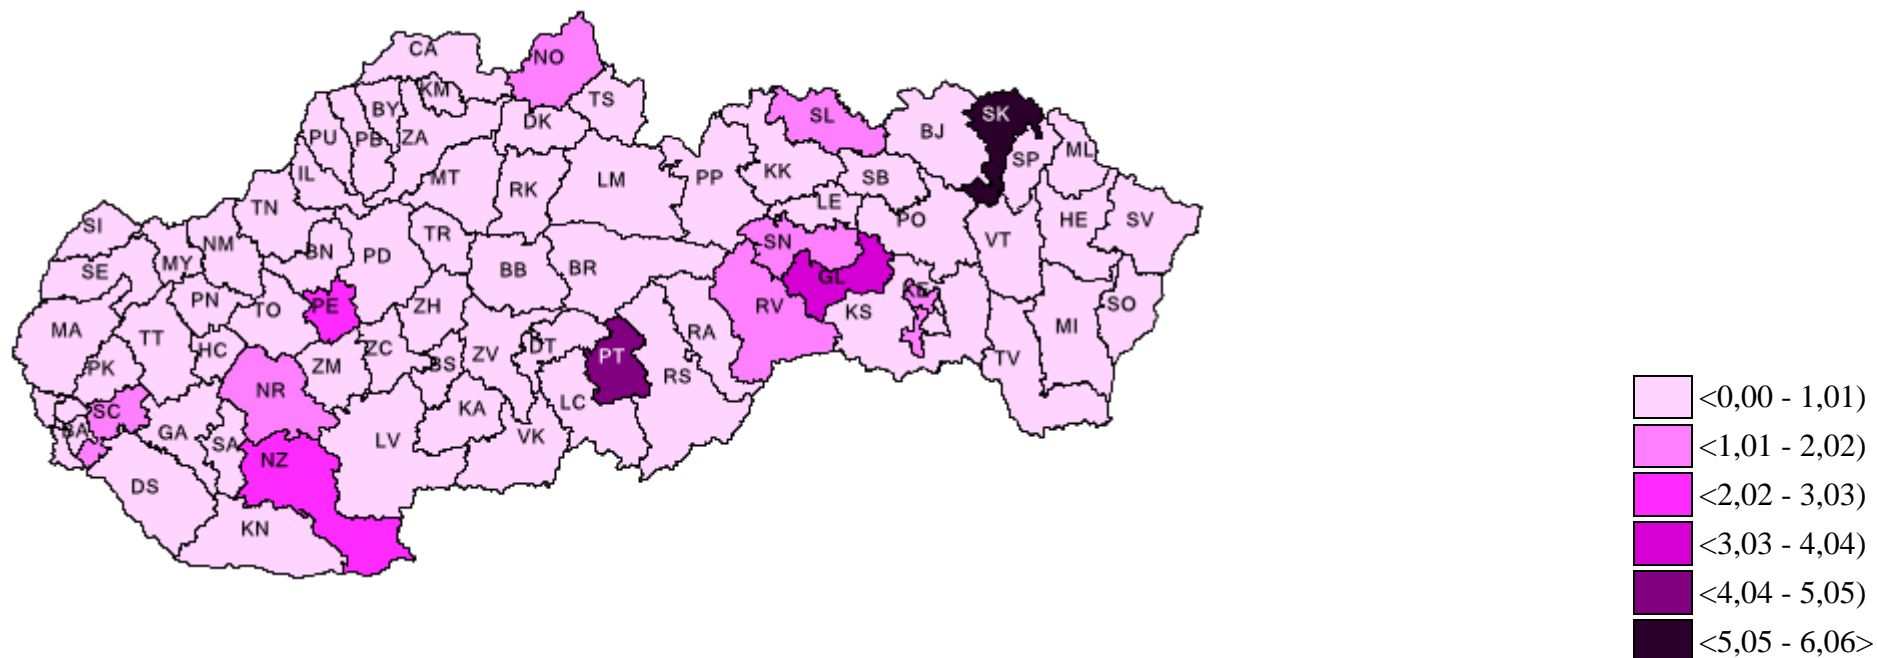 CA
NO
KM
TS
BY
PU
PB
ZA
DK
SL
BJ
SK
SP
ML
IL
MT
RK
LM
PP
KK
SB
LE
TN
SI
NM
TR
PO
HE
SV
SE
MY
BN
PD
BB
BR
SN
VT
GL
KE
PN
TO
PE
ZH
RV
KS
SO
MA
TT
HC
ZM
ZC
BS
ZV
DT
PT
RA
RS
MI
TV
PK
NR
SC
BA
GA
SA
LV
KA
VK
LC
NZ
DS
KN
<0,00 - 1,01)
<1,01 - 2,02)
<2,02 - 3,03)
<3,03 - 4,04)
<4,04 - 5,05)
<5,05 - 6,06>